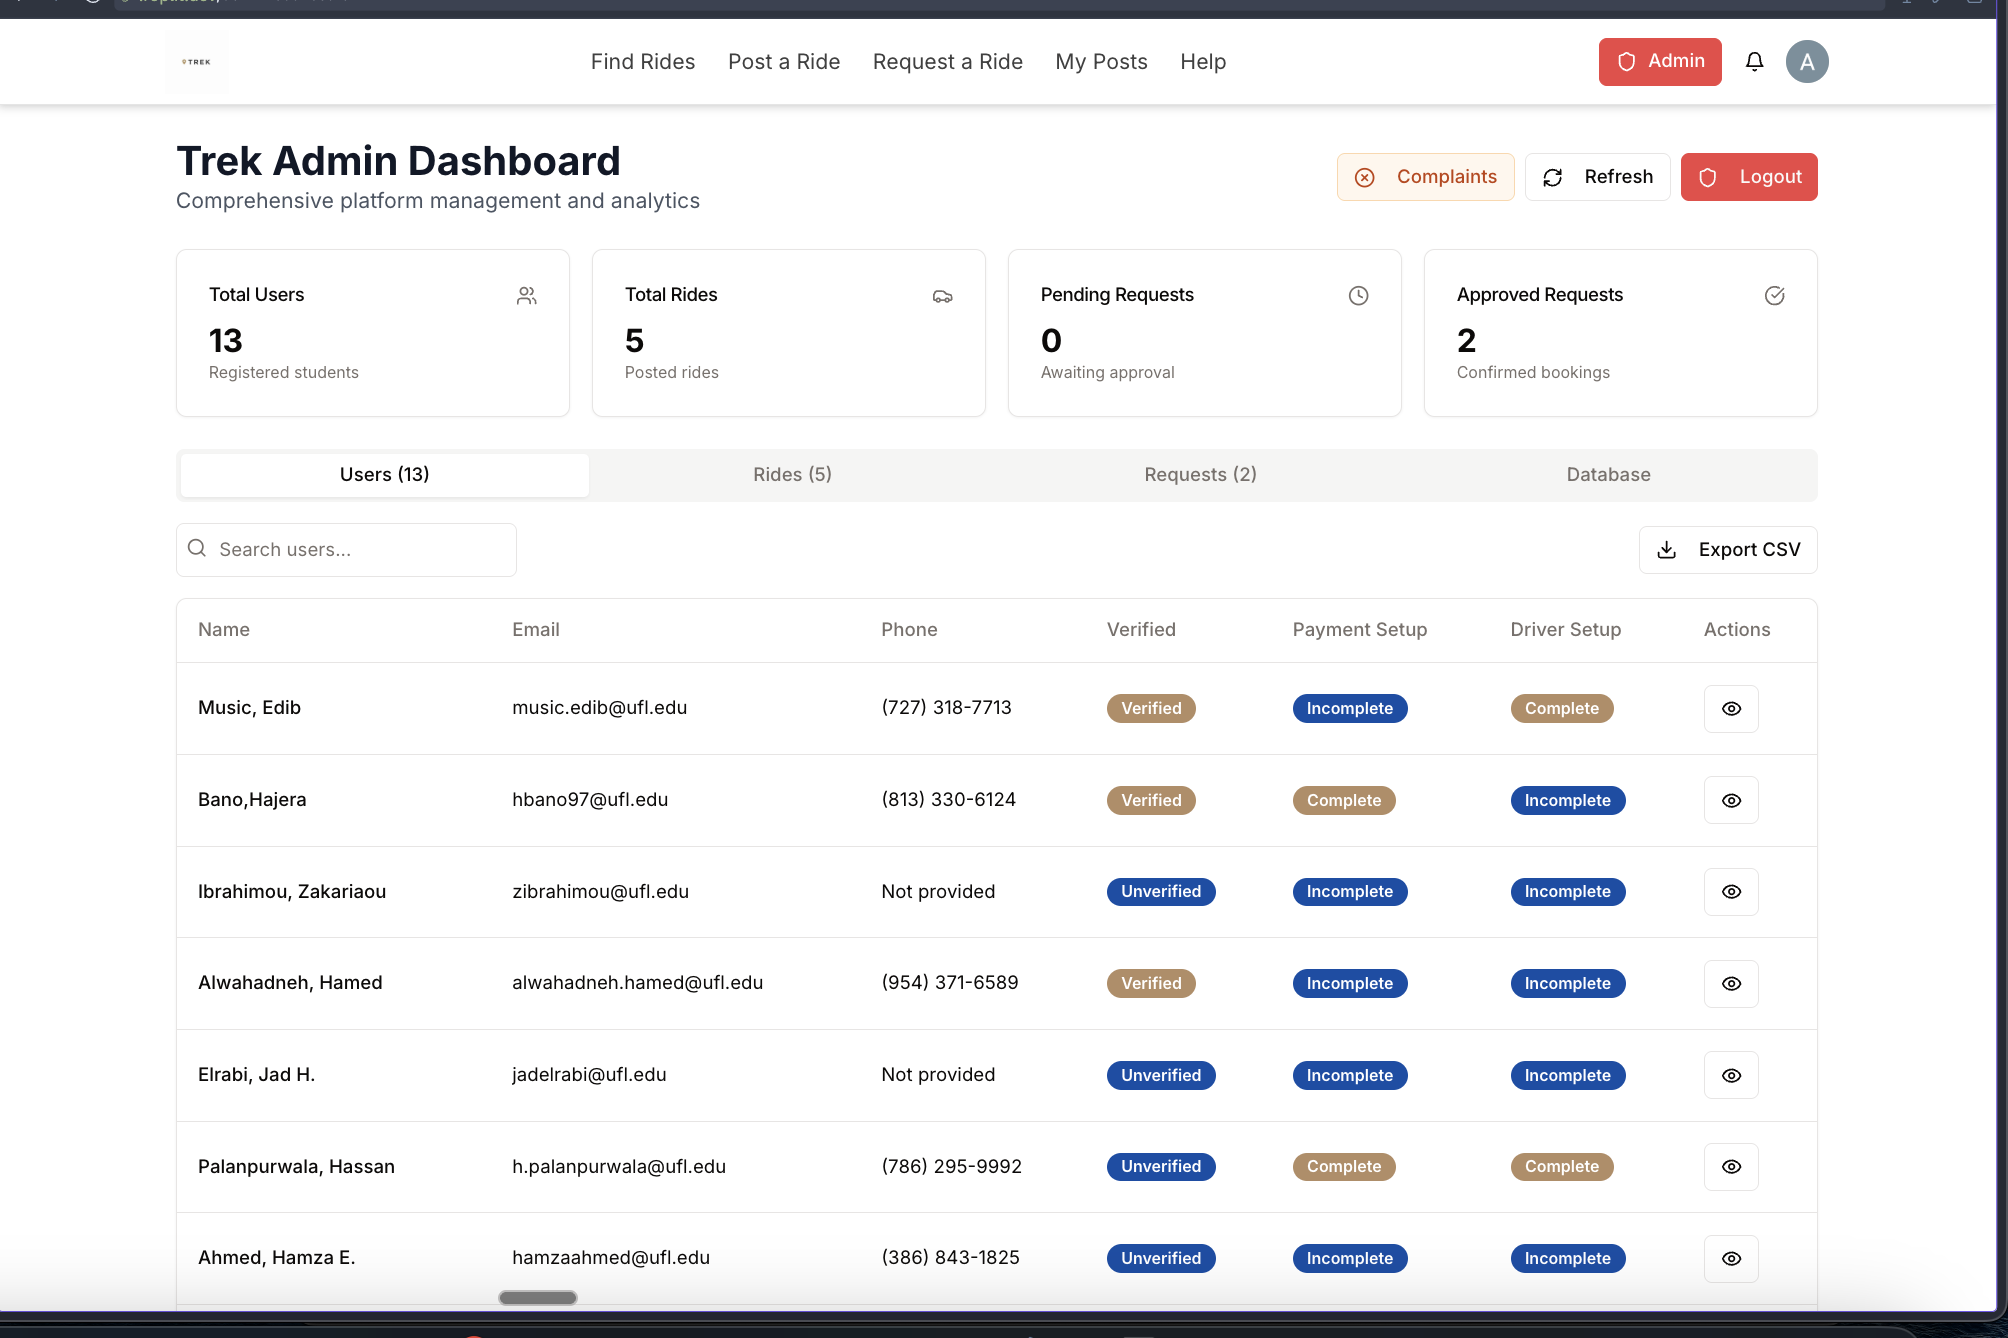 TREK
Find Rides Post a Ride Request a Ride My Posts Help
Admin
A
Trek Admin Dashboard
Comprehensive platform management and analytics
Complaints Refresh Logout
Total Users
13
Registered students
Total Rides
5
Posted rides
Pending Requests
0
Awaiting approval
Approved Requests
2
Confirmed bookings
Users (13) Rides (5) Requests (2) Database
Search users...
Export CSV
Name Email Phone Verified Payment Setup Driver Setup Actions
Music, Edib music.edib@ufl.edu (727) 318-7713 Verified Incomplete Complete
Bano,Hajera hbano97@ufl.edu (813) 330-6124 Verified Complete Incomplete
Ibrahimou, Zakariaou zibrahimou@ufl.edu Not provided Unverified Incomplete Incomplete
Alwahadneh, Hamed alwahadneh.hamed@ufl.edu (954) 371-6589 Verified Incomplete Incomplete
Elrabi, Jad H. jadelrabi@ufl.edu Not provided Unverified Incomplete Incomplete
Palanpurwala, Hassan h.palanpurwala@ufl.edu (786) 295-9992 Unverified Complete Complete
Ahmed, Hamza E. hamzaahmed@ufl.edu (386) 843-1825 Unverified Incomplete Incomplete